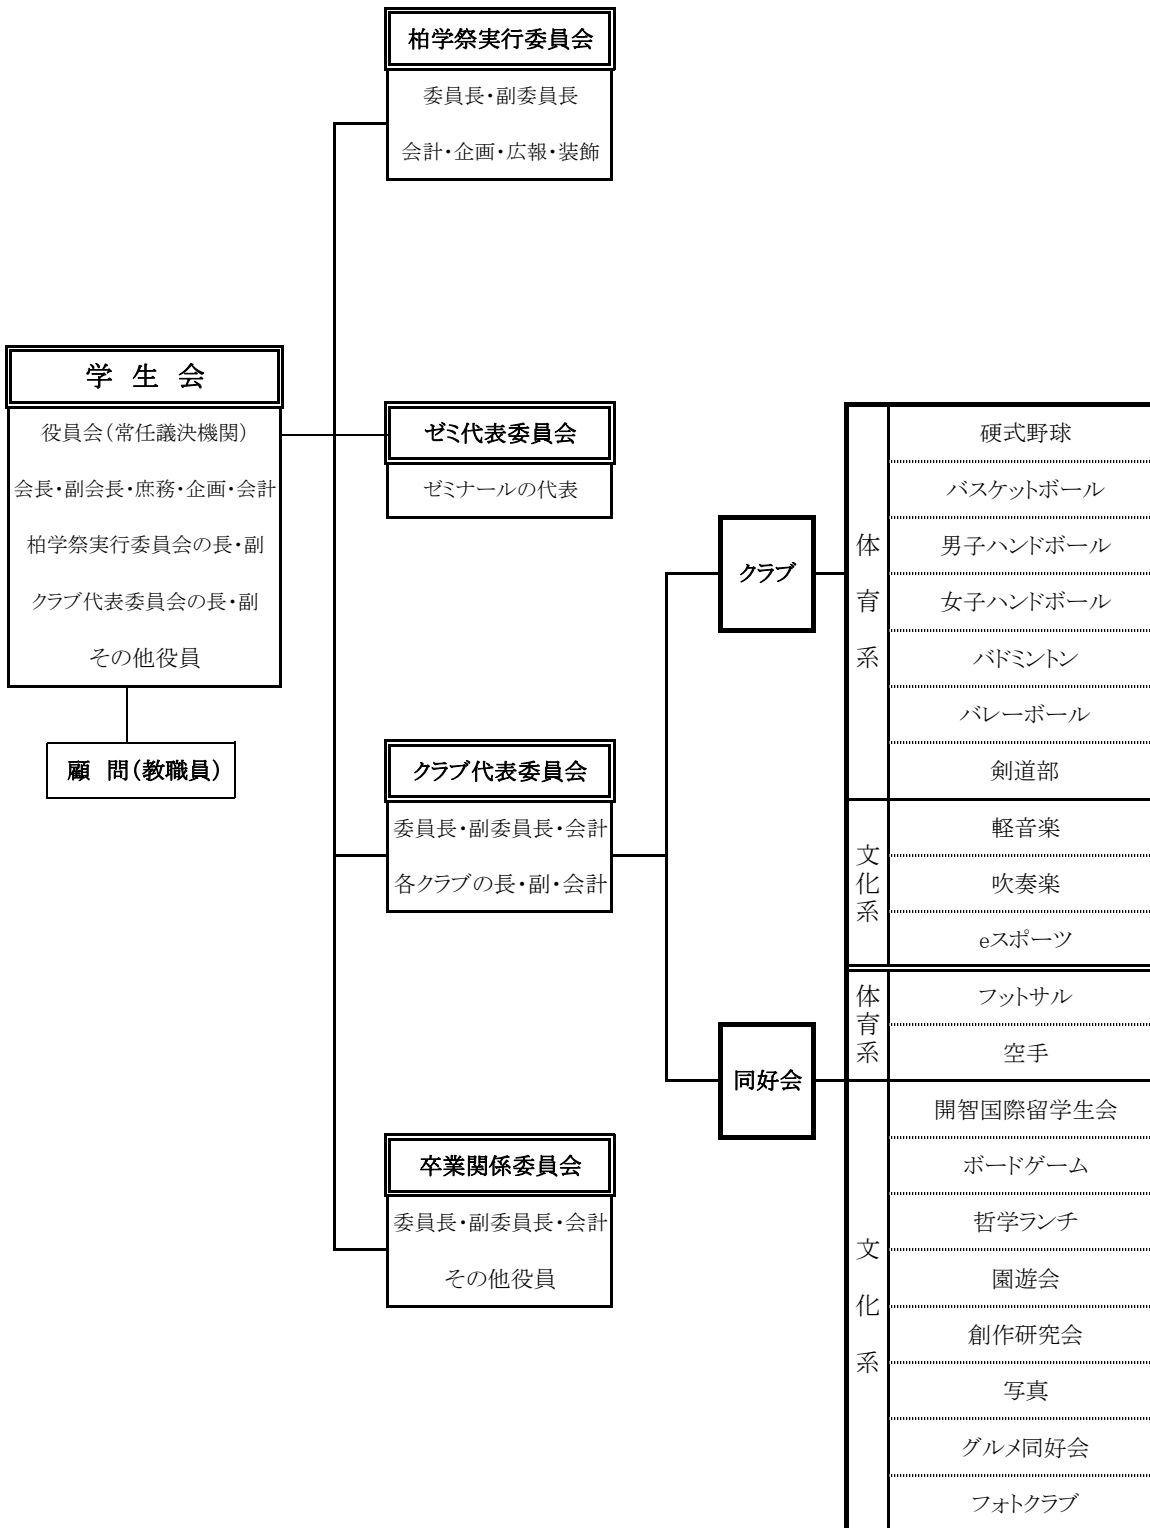 柏学祭実行委員会
委員長・副委員長
会計・企画・広報・装飾
学 生 会
役員会(常任議決機関)
会長・副会長・庶務・企画・会計
柏学祭実行委員会の長・副
クラブ代表委員会の長・副
その他役員
顧 問(教職員)
ゼミ代表委員会
ゼミナールの代表
クラブ代表委員会
委員長・副委員長・会計
各クラブの長・副・会計
卒業関係委員会
委員長・副委員長・会計
その他役員
クラブ
体育系
硬式野球
バスケットボール
男子ハンドボール
女子ハンドボール
バドミントン
バレーボール
剣道部
文化系
軽音楽
吹奏楽
eスポーツ
同好会
体育系
フットサル
空手
文化系
開智国際留学生会
ボードゲーム
哲学ランチ
園遊会
創作研究会
写真
グルメ同好会
フォトクラブ